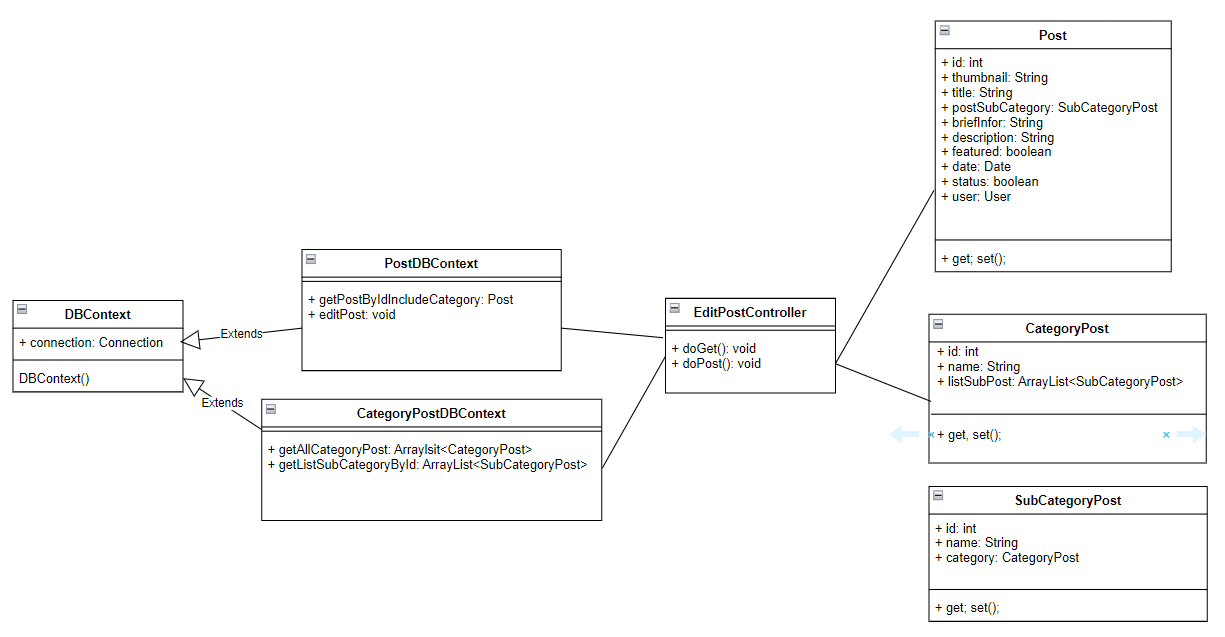 Post
+ id: int
+ thumbnail: String
+ title: String
+ postSubCategory: SubCategoryPost
+ briefInfor: String
+ description: String
+ featured: boolean
+ date: Date
+ status: boolean
+ user: User
+ get; set();
PostDBContext
+ getPostByIdIncludeCategory: Post
+ editPost: void
DBContext
+ connection: Connection
DBContext()
Extends
Extends
CategoryPostDBContext
+ getAllCategoryPost: ArrayIsit<CategoryPost>
+ getListSubCategoryById: ArrayList<SubCategoryPost>
EditPostController
+ doGet(): void
+ doPost(): void
CategoryPost
+ id: int
+ name: String
+ listSubPost: ArrayList<SubCategoryPost>
+ get, set();
SubCategoryPost
+ id: int
+ name: String
+ category: CategoryPost
+ get; set();